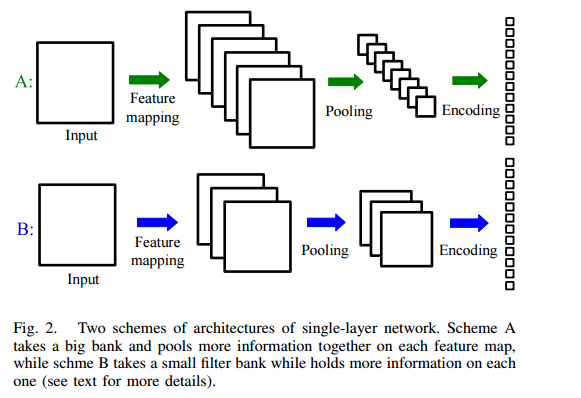 A:
Input
Feature
mapping
Pooling
Encoding
B:
Input
Feature
mapping
Pooling
Encoding
Fig. 2. Two schemes of architectures of single-layer network. Scheme A
takes a big bank and pools more information together on each feature map,
while schme B takes a small filter bank while holds more information on each
one (see text for more details).